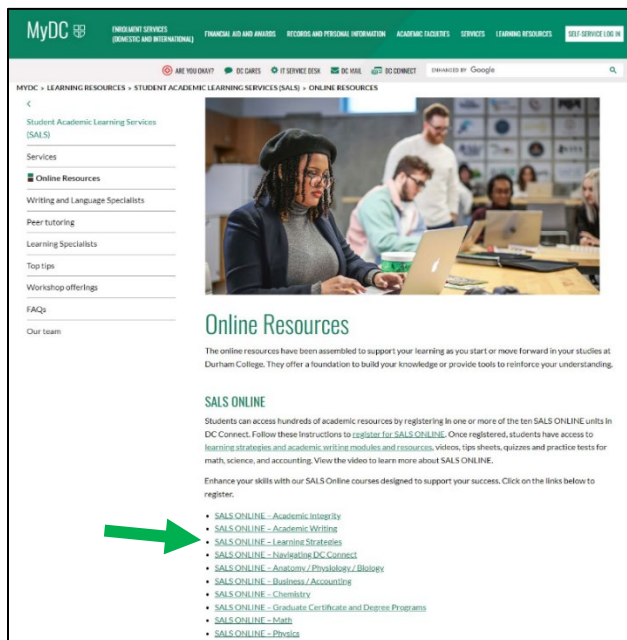 MyDC
ENROLMENT SERVICES
(DOMESTIC AND INTERNATIONAL)
FINANCIAL AID AND AWARDS
RECORDS AND PERSONAL INFORMATION
ACADEMIC FACULTIES
SERVICES
LEARNING RESOURCES
SELF-SERVICE LOG IN
ARE YOU OKAY?
DC CARES
IT SERVICE DESK
DC MAIL
DC CONNECT
ENHANCED BY Google
MYDC > LEARNING RESOURCES > STUDENT ACADEMIC LEARNING SERVICES (SALS) > ONLINE RESOURCES
<
Student Academic Learning Services
(SALS)
Services
Online Resources
Writing and Language Specialists
Peer tutoring
Learning Specialists
Top tips
Workshop offerings
FAQs
Our team
Online Resources
The online resources have been assembled to support your learning as you start or move forward in your studies at
Durham College. They offer a foundation to build your knowledge or provide tools to reinforce your understanding.
SALS ONLINE
Students can access hundreds of academic resources by registering in one or more of the ten SALS ONLINE units in
DC Connect. Follow these instructions to register for SALS ONLINE. Once registered, students have access to
learning strategies and academic writing modules and resources, videos, tips sheets, quizzes and practice tests for
math, science, and accounting. View the video to learn more about SALS ONLINE.
Enhance your skills with our SALS Online courses designed to support your success. Click on the links below to
register.
• SALS ONLINE – Academic Integrity
• SALS ONLINE – Academic Writing
• SALS ONLINE – Learning Strategies
• SALS ONLINE – Navigating DC Connect
• SALS ONLINE – Anatomy / Physiology / Biology
• SALS ONLINE – Business / Accounting
• SALS ONLINE – Chemistry
• SALS ONLINE – Graduate Certificate and Degree Programs
• SALS ONLINE – Math
• SALS ONLINE – Physics